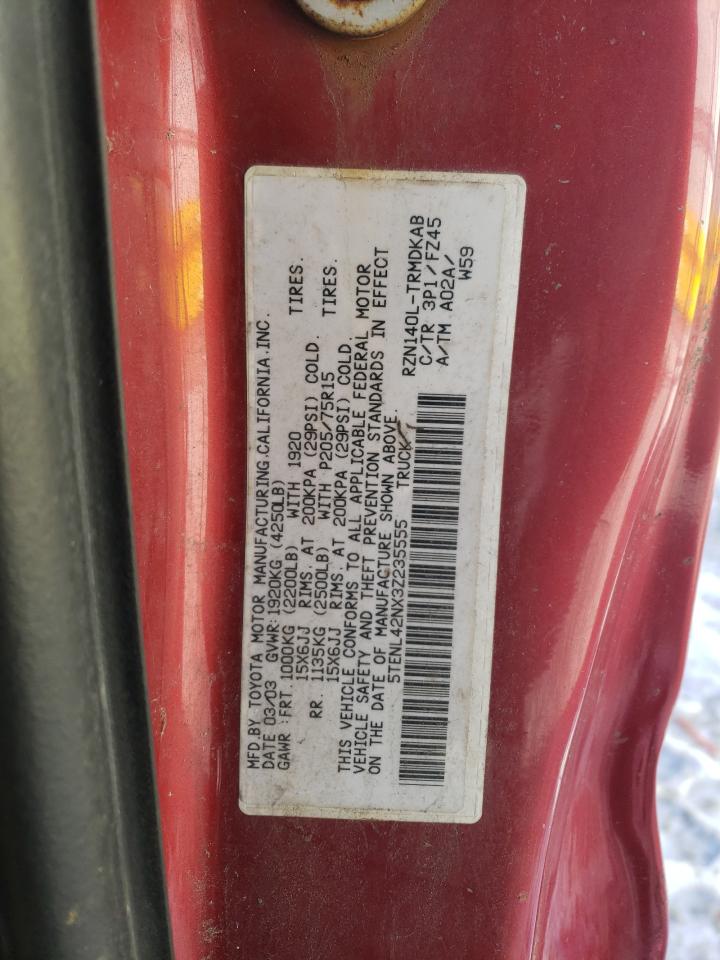 MFD.BY TOYOTA MOTOR MANUFACTURING,CALIFORNIA,INC.
DATE 03/03 GVWR:1920KG (4250LB)
GAWR :FRT.1000KG (2200LB) WITH 1920 TIRES.
15X6JJ RIMS. AT 200KPA (29PSI) COLD.
RR. 1135KG (2500LB) WITH P205/75R15 TIRES.
15X6JJ RIMS. AT 200KPA (29PSI) COLD.
THIS VEHICLE CONFORMS TO ALL APPLICABLE FEDERAL MOTOR
VEHICLE SAFETY AND THEFT PREVENTION STANDARDS IN EFFECT
ON THE DATE OF MANUFACTURE SHOWN ABOVE.
5TENL42NX3Z235555 TRUCK
RZN140L-TRMDKAB
C/TR 3P1/FZ45
A/TM A02A/
W59